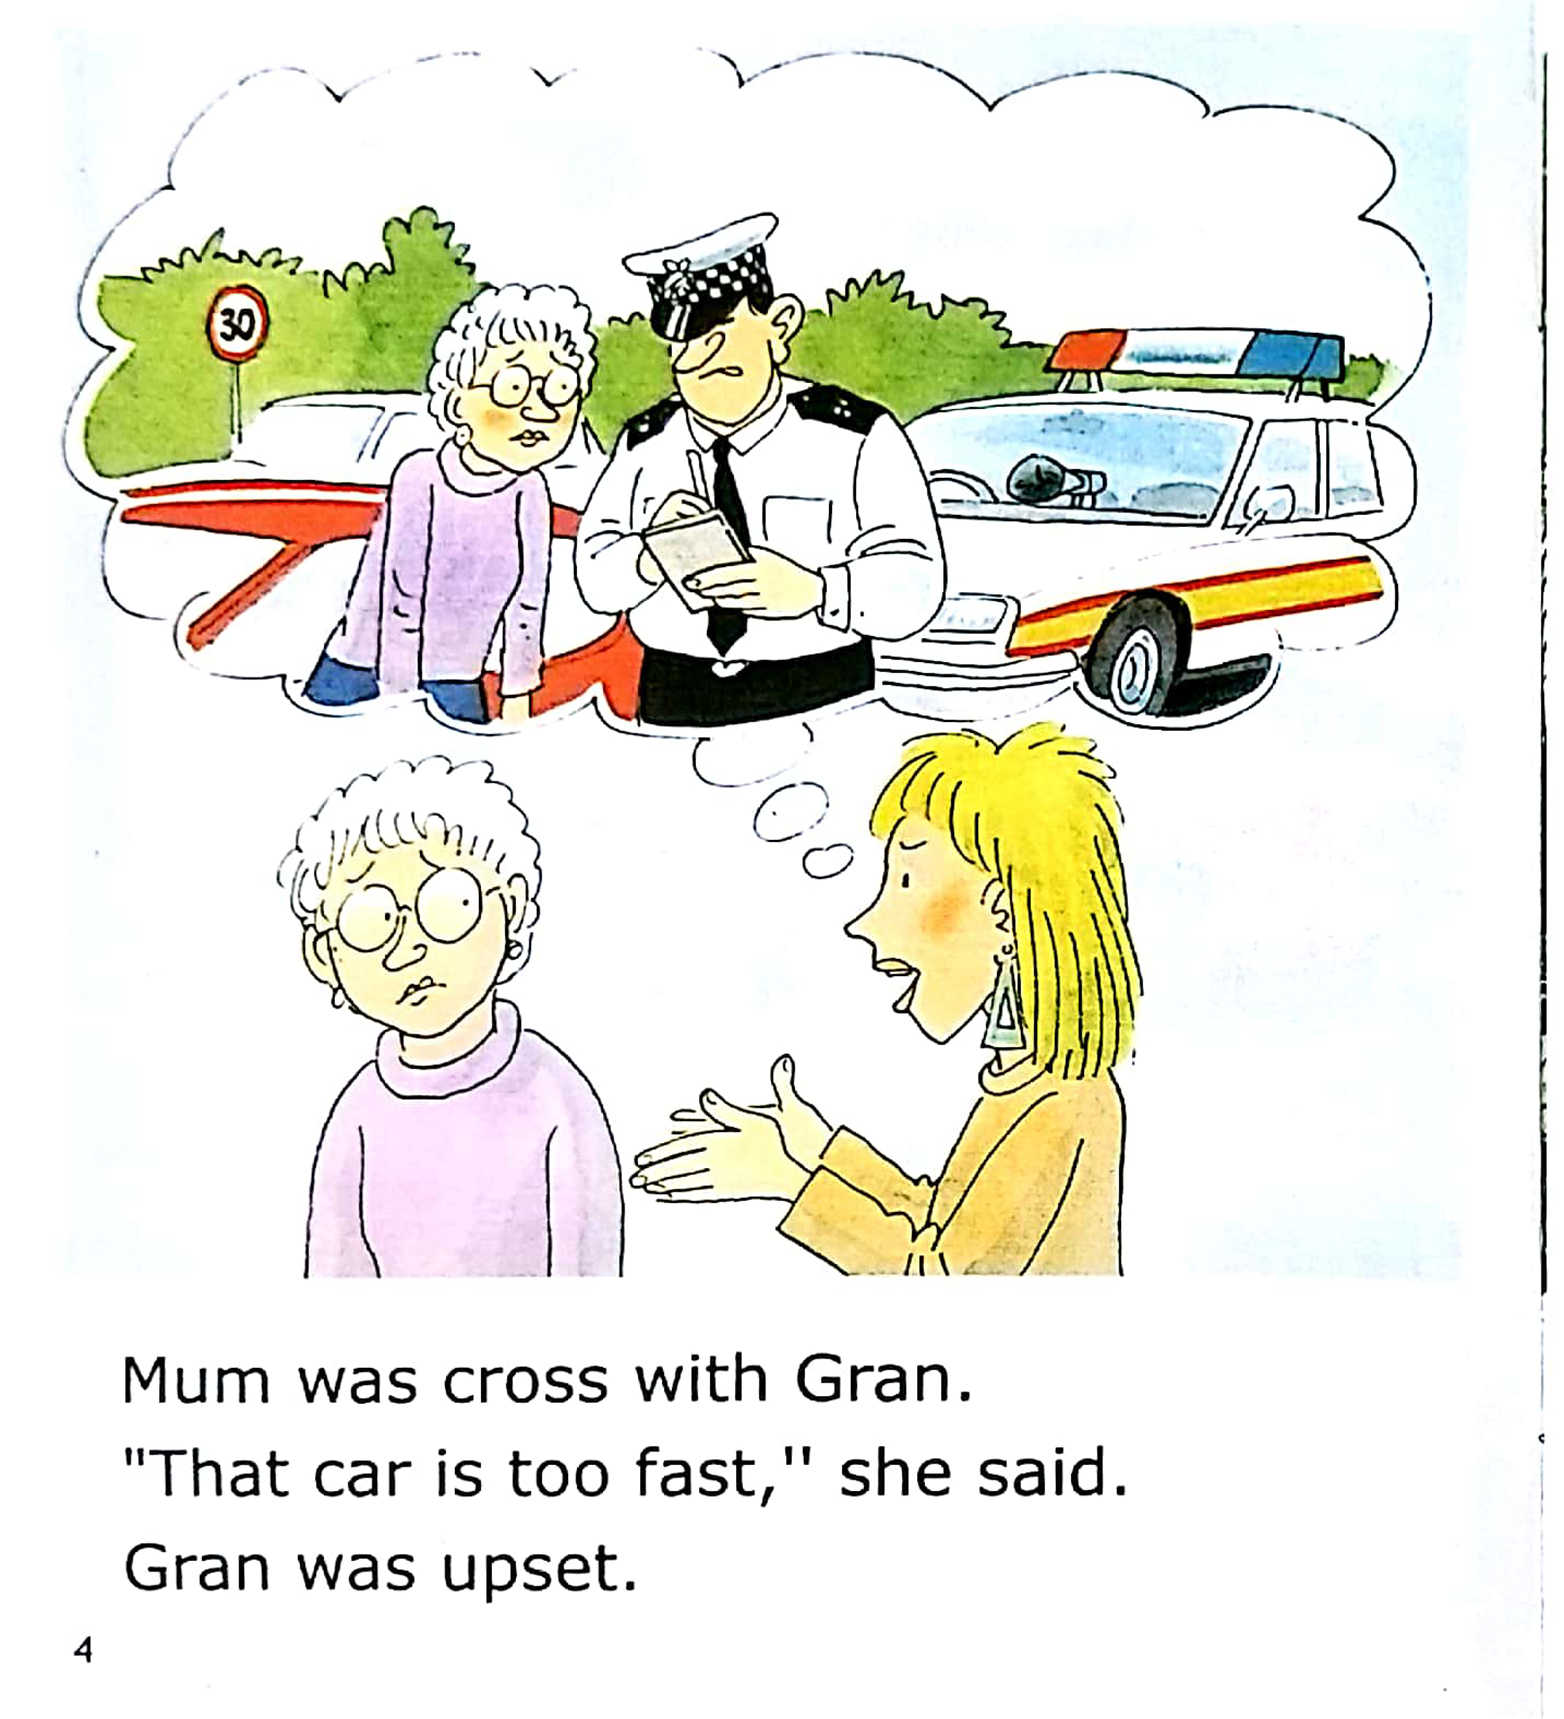 30
Mum was cross with Gran.
"That car is too fast," she said.
Gran was upset.
4